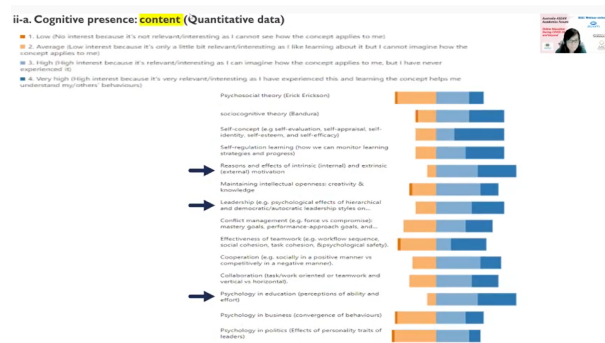 ii-a. Cognitive presence: content (Quantitative data)
1. Low (No interest because it's not relevant/interesting as I cannot see how the concept applies to me)
2. Average (Low interest because it's only a little bit relevant/interesting as I like learning about it but I cannot imagine how the
concept applies to me)
3. High (High interest because it's relevant/interesting as I can imagine how the concept applies to me, but I have never
experienced it)
4. Very high (High interest because it's very relevant/interesting as I have experienced this and learning the concept helps me
understand my/others' behaviours)
Psychosocial theory (Erick Erickson)
sociocognitive theory (Bandura)
Self-concept (e.g self-evaluation, self-appraisal, self-
identity, self-esteem, and self-efficacy)
Self-regulation learning (how we can monitor learning
strategies and progress)
Reasons and effects of intrinsic (internal) and extrinsic
(external) motivation
Maintaining intellectual openness: creativity &
knowledge
Leadership (e.g. psychological effects of hierarchical
and democratic/autocratic leadership styles on...
Conflict management (e.g. force vs compromise):
mastery goals, performance-approach goals, and...
Effectiveness of teamwork (e.g. workflow sequence,
social cohesion, task cohesion, &psychological safety).
Cooperation (e.g. socially in a positive manner vs
competitively in a negative manner).
Collaboration (task/work oriented or teamwork and
vertical vs horizontal).
Psychology in education (perceptions of ability and
effort)
Psychology in business (convergence of behaviours)
Psychology in politics (Effects of personality traits of
leaders)